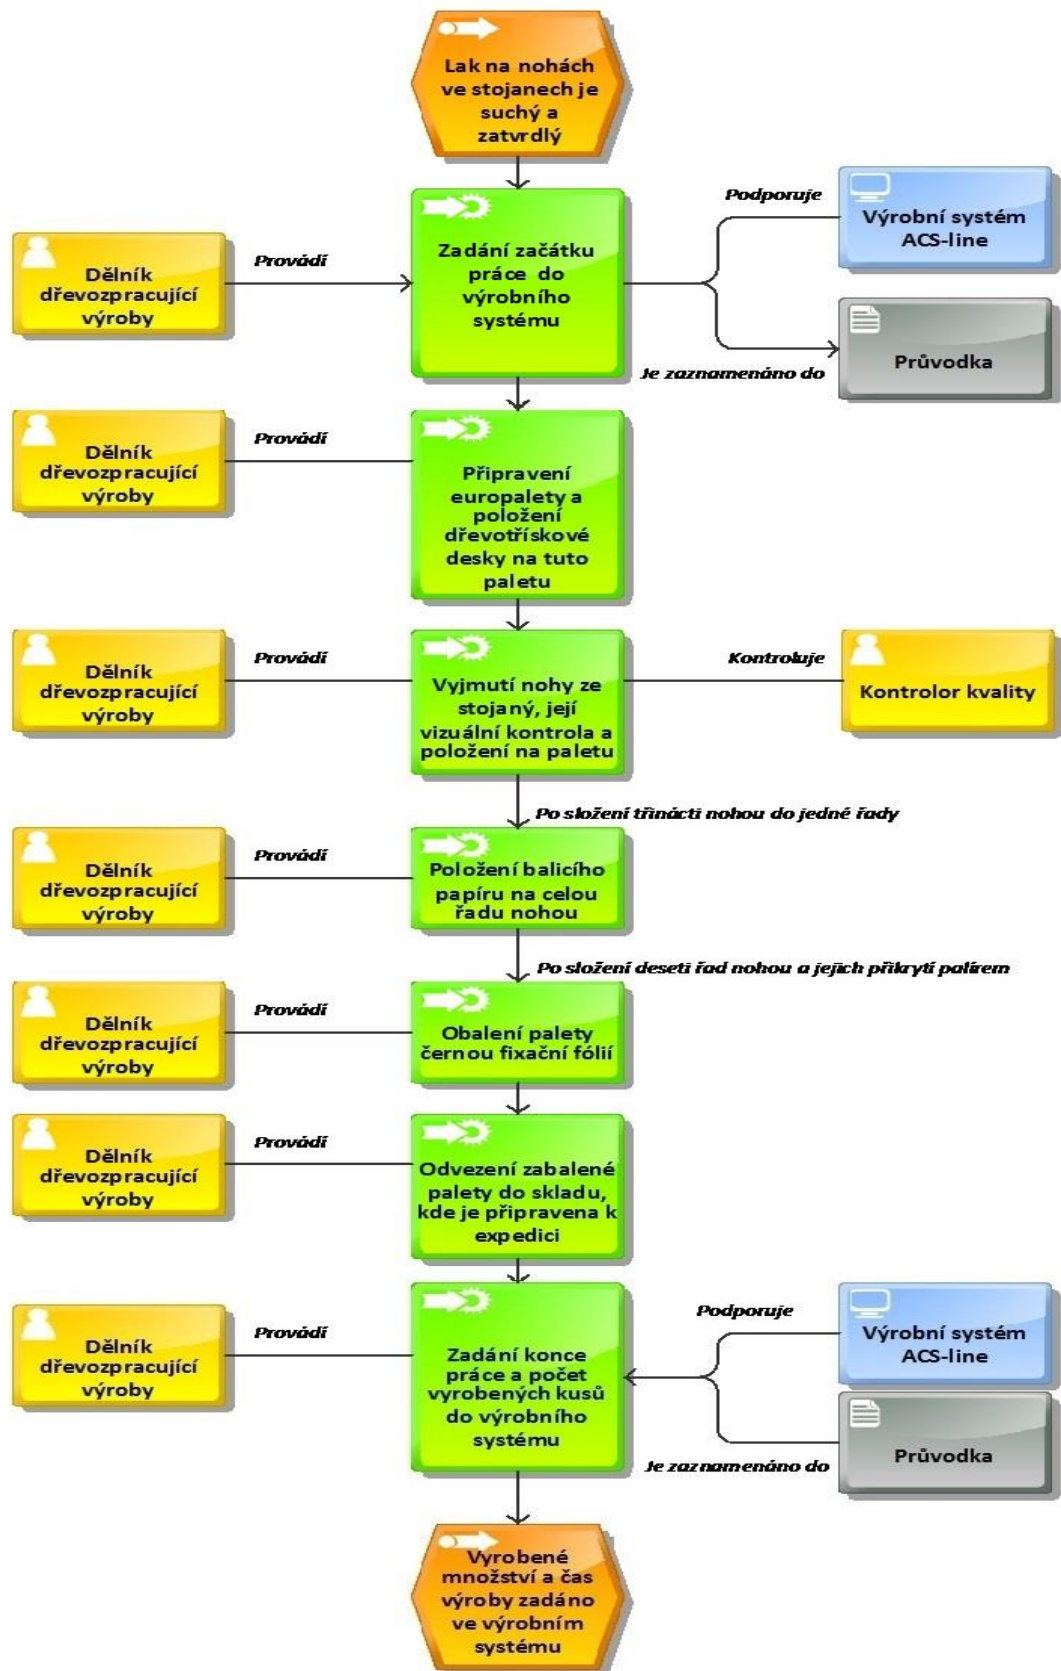 Lak na nohách
ve stojanech je
suchý a
zatvrdlý
Podporuje
Výrobní systém
ACS-line
Zadání začátku
práce do
výrobního
systému
Provádí
Dělník
dřevozpracující
výroby
Je zaznamenáno do
Průvodka
Provádí
Dělník
dřevozpracující
výroby
Připravení
europalety a
položení
dřevotřískové
desky na tuto
paletu
Provádí
Dělník
dřevozpracující
výroby
Vyjmutí nohy ze
stojaný, její
vizuální kontrola a
položení na paletu
Kontroluje
Kontrolor kvality
Po složení třinácti nohou do jedné řady
Provádí
Dělník
dřevozpracující
výroby
Položení balicího
papíru na celou
řadu nohou
Po složení deseti řad nohou a jejich přikrytí palírem
Provádí
Dělník
dřevozpracující
výroby
Obalení palety
černou fixační fólií
Provádí
Dělník
dřevozpracující
výroby
Odvezení zabalené
palety do skladu,
kde je připravena k
expedici
Provádí
Dělník
dřevozpracující
výroby
Zadání konce
práce a počet
vyrobených kusů
do výrobního
systému
Podporuje
Výrobní systém
ACS-line
Je zaznamenáno do
Průvodka
Vyrobené
množství a čas
výroby zadáno
ve výrobním
systému